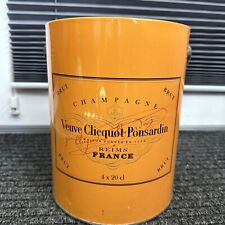 BRUT
BRUT
CHAMPAGNE
Veuve Clicquot Ponsardin
REIMS
FRANCE
4 x 20 cl
BRUT
BRUT